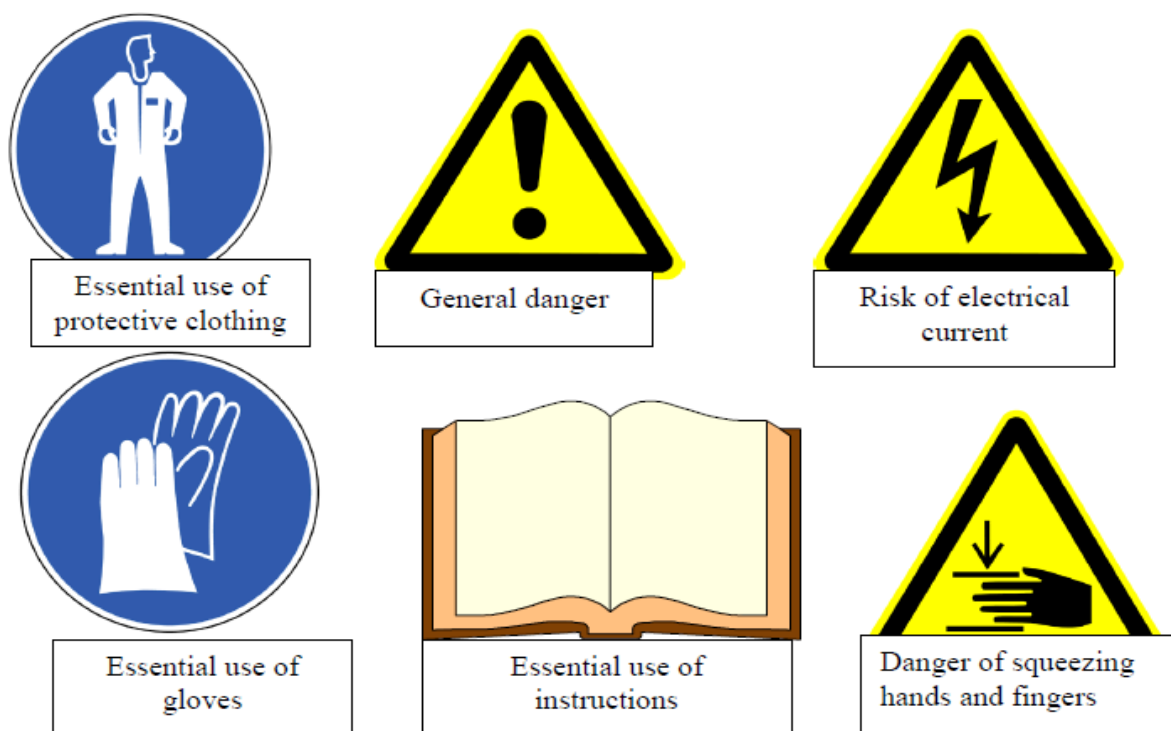 Essential use of
protective clothing
General danger
Risk of electrical
current
Essential use of
gloves
Essential use of
instructions
Danger of squeezing
hands and fingers